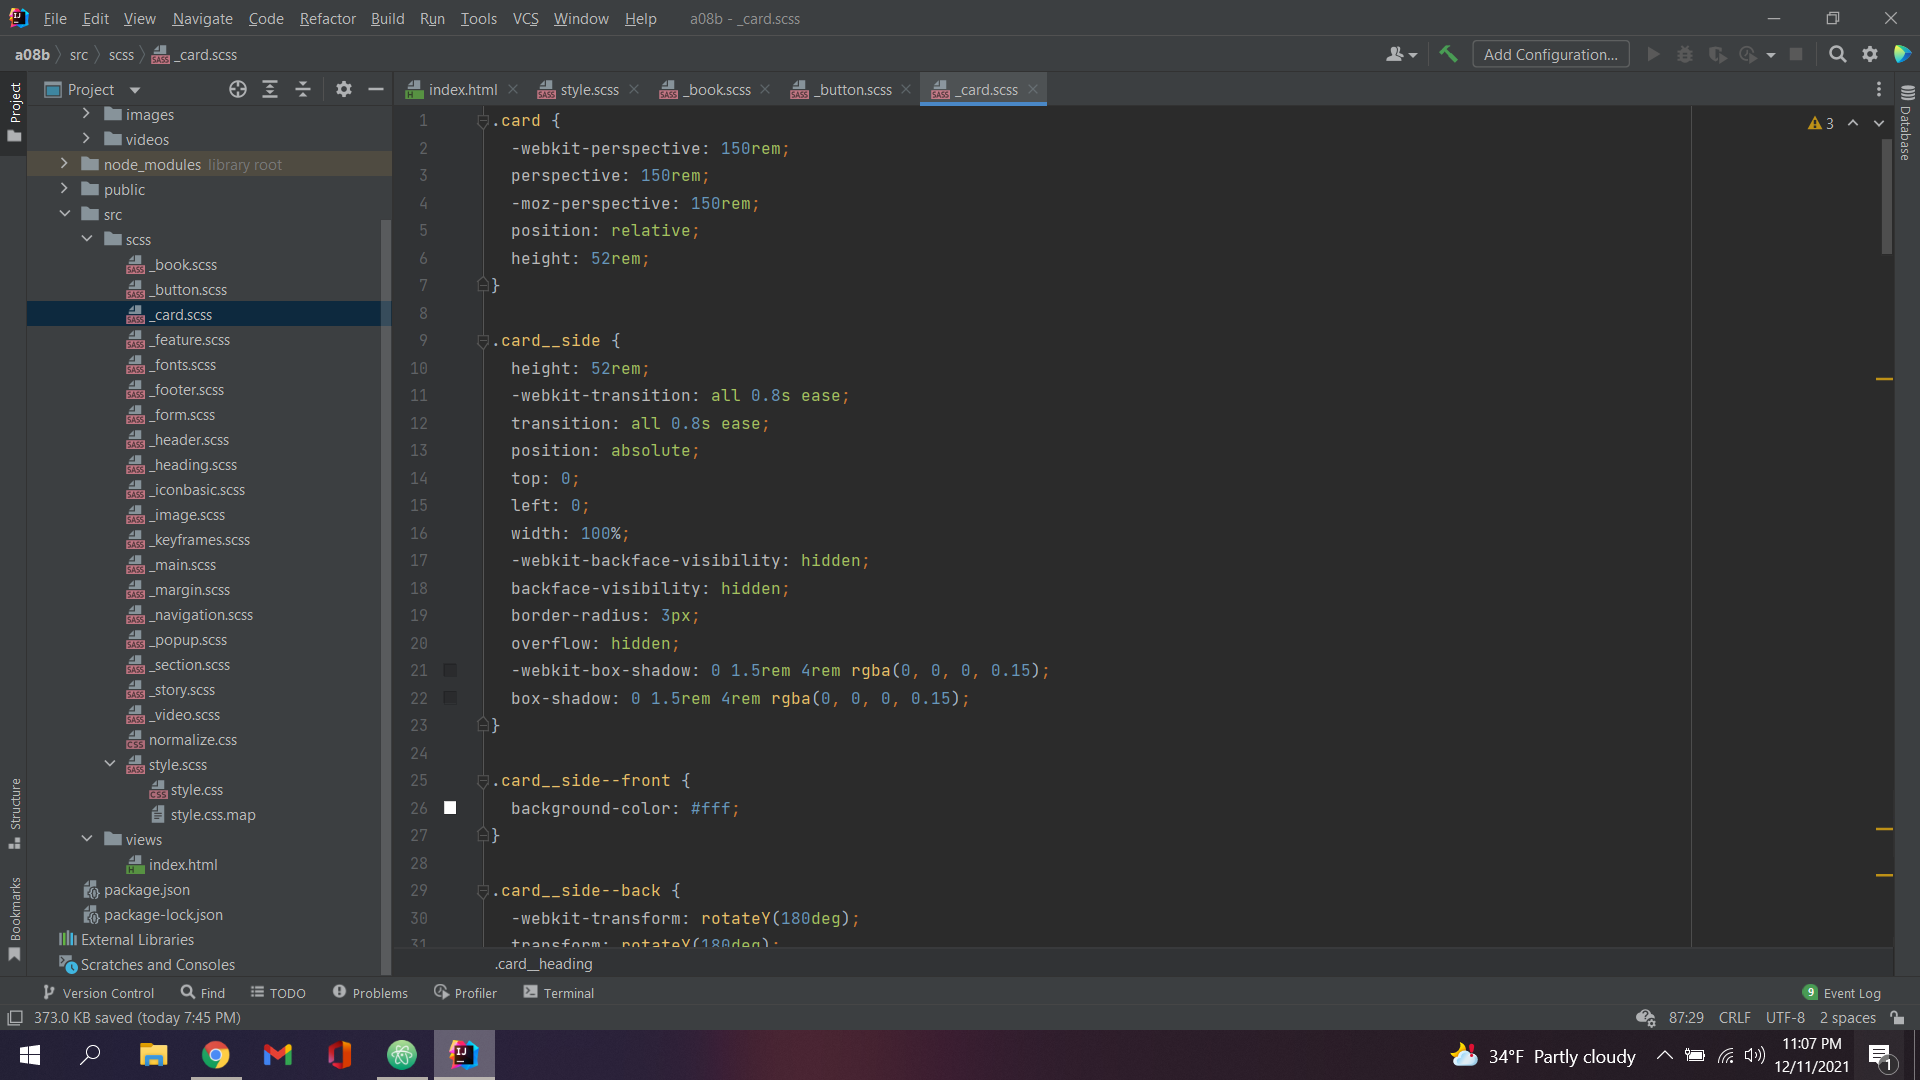 File Edit View Navigate Code Refactor Build Run Tools VCS Window Help a08b - _card.scss
a08b src scss _card.scss
Add Configuration...
Project
index.html style.scss _book.scss _button.scss _card.scss
Project
Database
images
videos
node_modules library root
public
src
scss
_book.scss
_button.scss
_card.scss
_feature.scss
_fonts.scss
_footer.scss
_form.scss
_header.scss
_heading.scss
_iconbasic.scss
_image.scss
_keyframes.scss
_main.scss
_margin.scss
_navigation.scss
_popup.scss
_section.scss
_story.scss
_video.scss
normalize.css
style.scss
style.css
style.css.map
views
index.html
package.json
package-lock.json
External Libraries
Scratches and Consoles
Structure
Bookmarks
3
1 .card {
2 -webkit-perspective: 150rem;
3 perspective: 150rem;
4 -moz-perspective: 150rem;
5 position: relative;
6 height: 52rem;
7 }
8
9 .card__side {
10 height: 52rem;
11 -webkit-transition: all 0.8s ease;
12 transition: all 0.8s ease;
13 position: absolute;
14 top: 0;
15 left: 0;
16 width: 100%;
17 -webkit-backface-visibility: hidden;
18 backface-visibility: hidden;
19 border-radius: 3px;
20 overflow: hidden;
21 -webkit-box-shadow: 0 1.5rem 4rem rgba(0, 0, 0, 0.15);
22 box-shadow: 0 1.5rem 4rem rgba(0, 0, 0, 0.15);
23 }
24
25 .card__side--front {
26 background-color: #fff;
27 }
28
29 .card__side--back {
30 -webkit-transform: rotateY(180deg);
31 transform: rotateY(180deg);
.card__heading
Version Control Find TODO Problems Profiler Terminal 9 Event Log
373.0 KB saved (today 7:45 PM) 87:29 CRLF UTF-8 2 spaces
34°F Partly cloudy
11:07 PM
12/11/2021
1